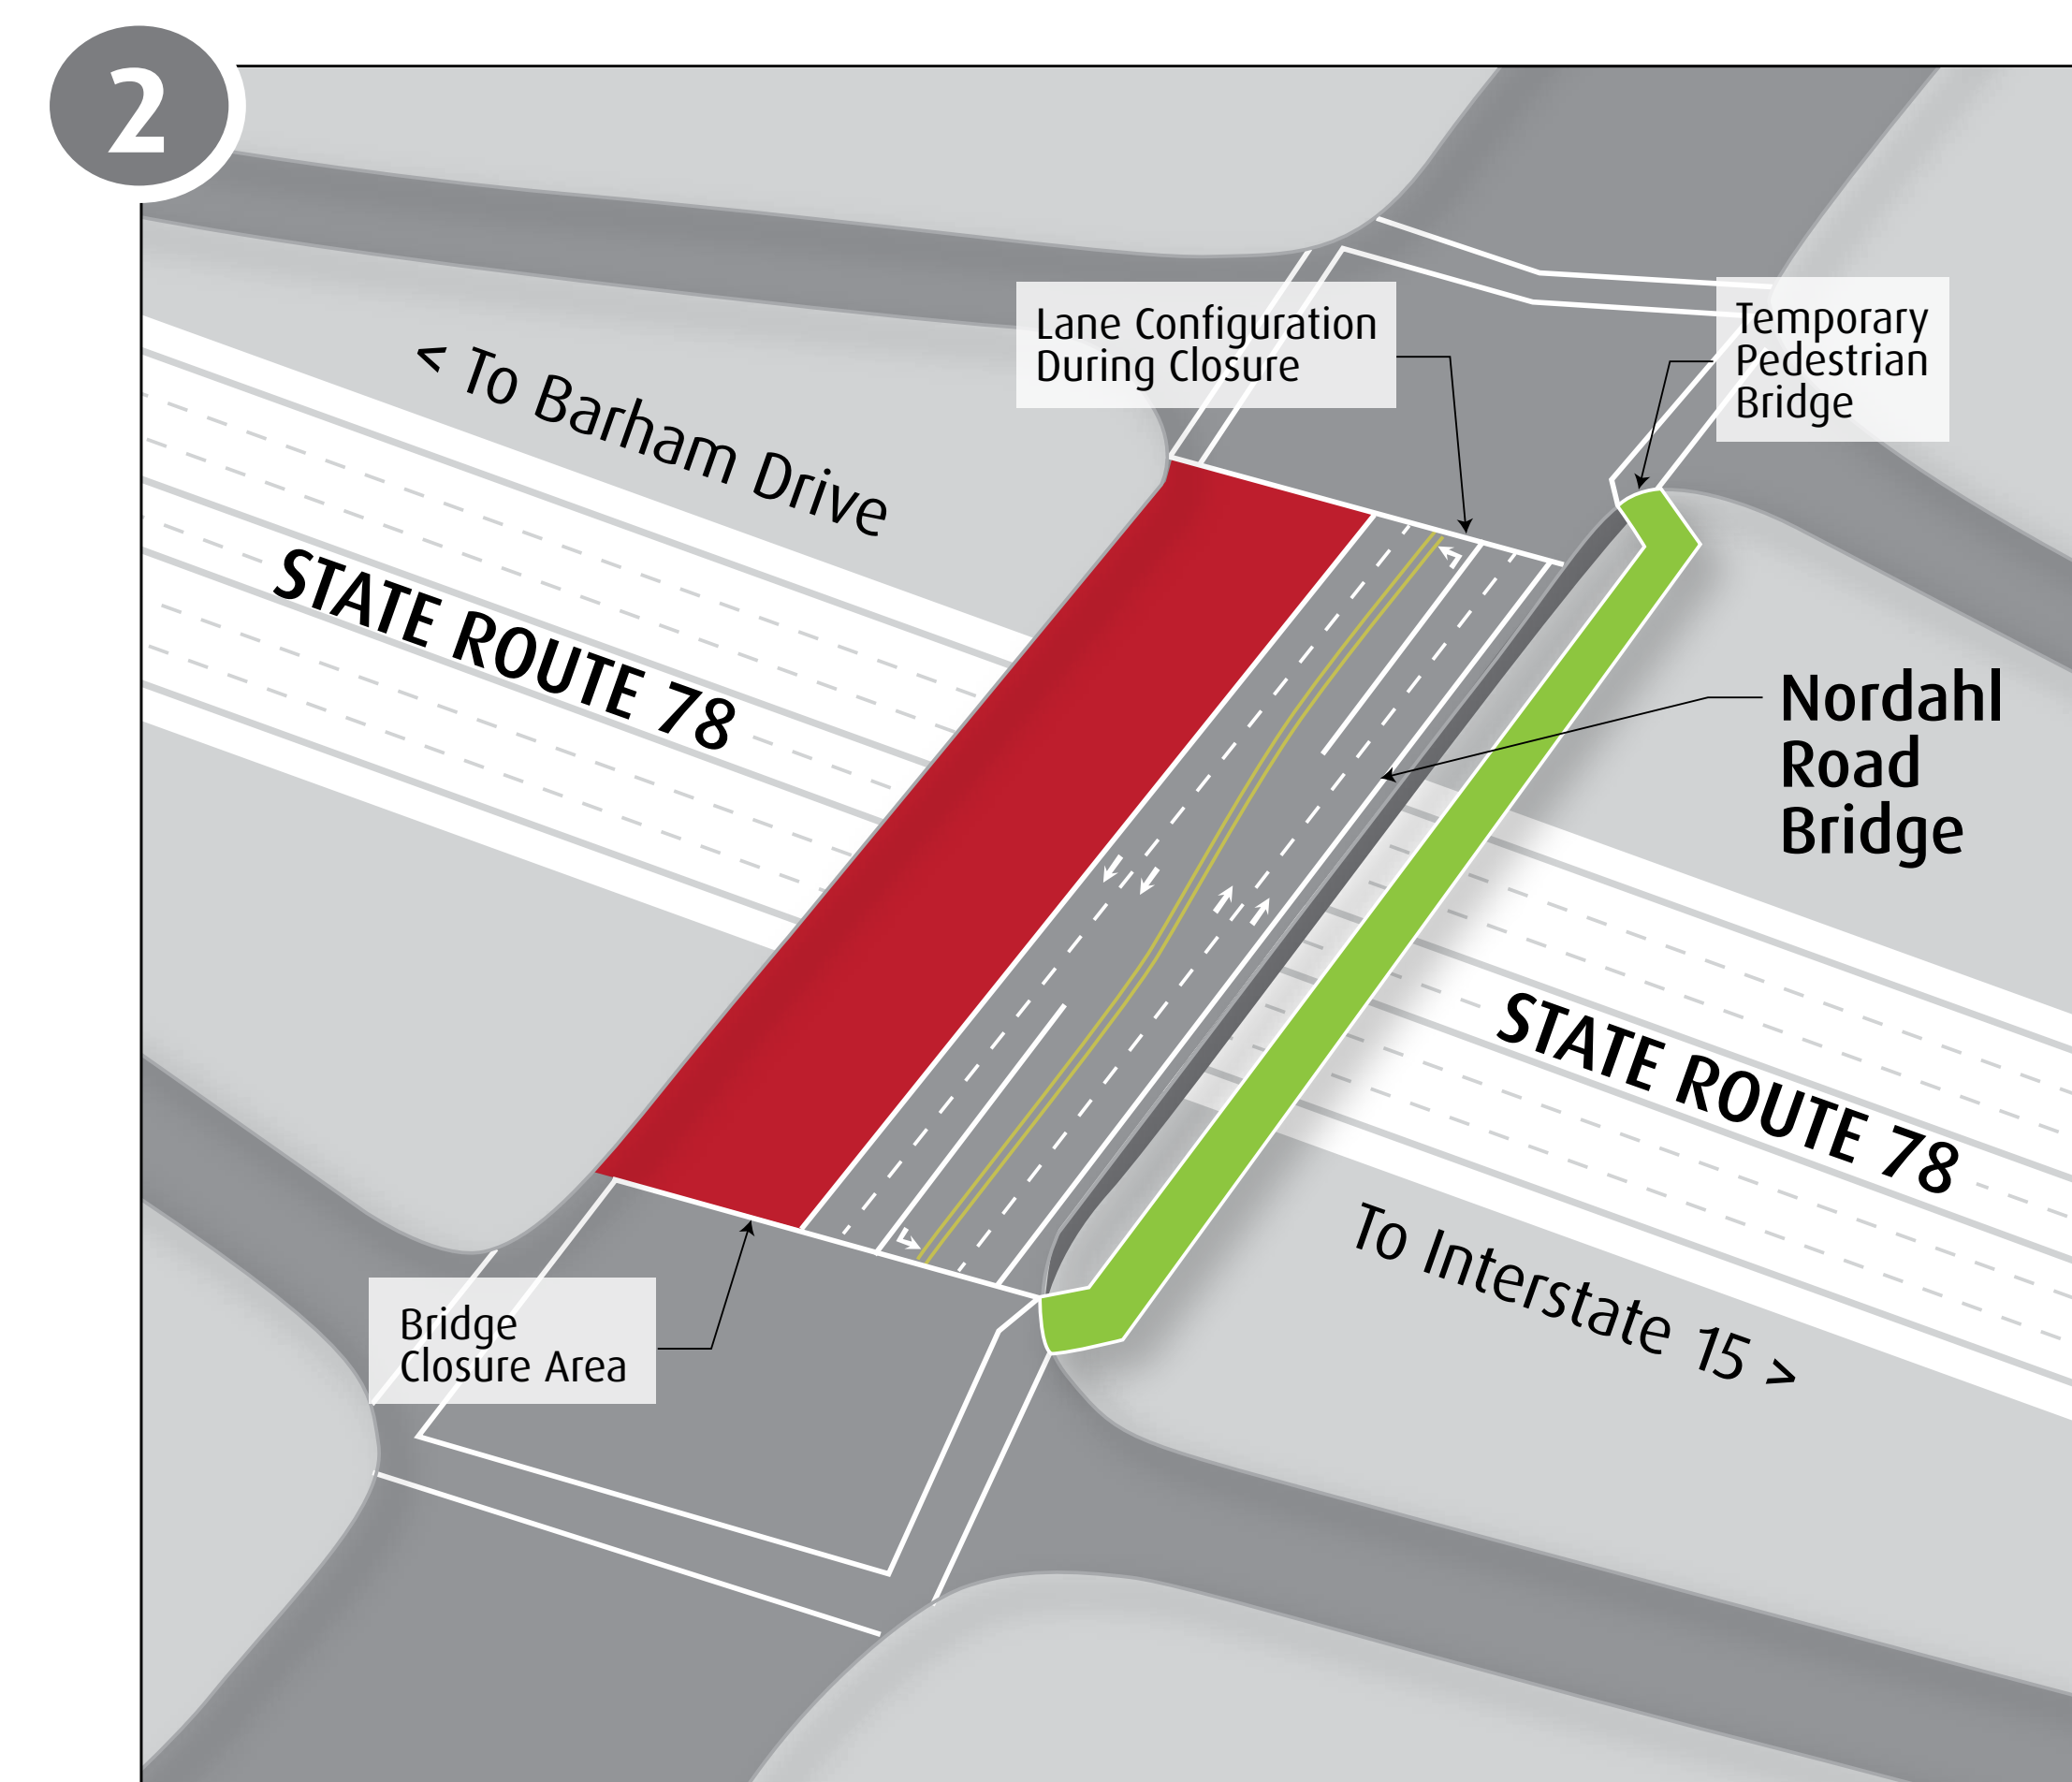 2
Lane Configuration
During Closure
Temporary
Pedestrian
Bridge
< To Barham Drive
STATE ROUTE 78
Nordahl
Road
Bridge
STATE ROUTE 78
To Interstate 15 >
Bridge
Closure Area